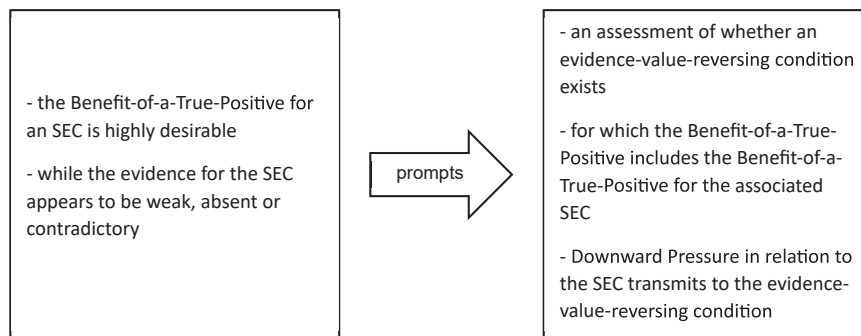 - the Benefit-of-a-True-Positive for
an SEC is highly desirable
- while the evidence for the SEC
appears to be weak, absent or
contradictory
prompts
- an assessment of whether an
evidence-value-reversing condition
exists
- for which the Benefit-of-a-True-
Positive includes the Benefit-of-a-
True-Positive for the associated
SEC
- Downward Pressure in relation to
the SEC transmits to the evidence-
value-reversing condition